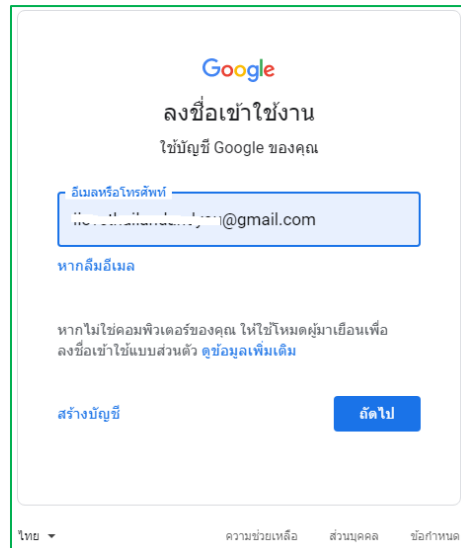 Google
ลงชื่อเข้าใช้งาน
ใช้บัญชี Google ของคุณ
อีเมลหรือโทรศัพท์
@gmail.com
หากลืมอีเมล
หากไม่ใช่คอมพิวเตอร์ของคุณ ให้ใช้โหมดผู้มาเยือนเพื่อ
ลงชื่อเข้าใช้แบบส่วนตัว ดูข้อมูลเพิ่มเติม
สร้างบัญชี
ถัดไป
ไทย
ความช่วยเหลือ
ส่วนบุคคล
ข้อกำหนด